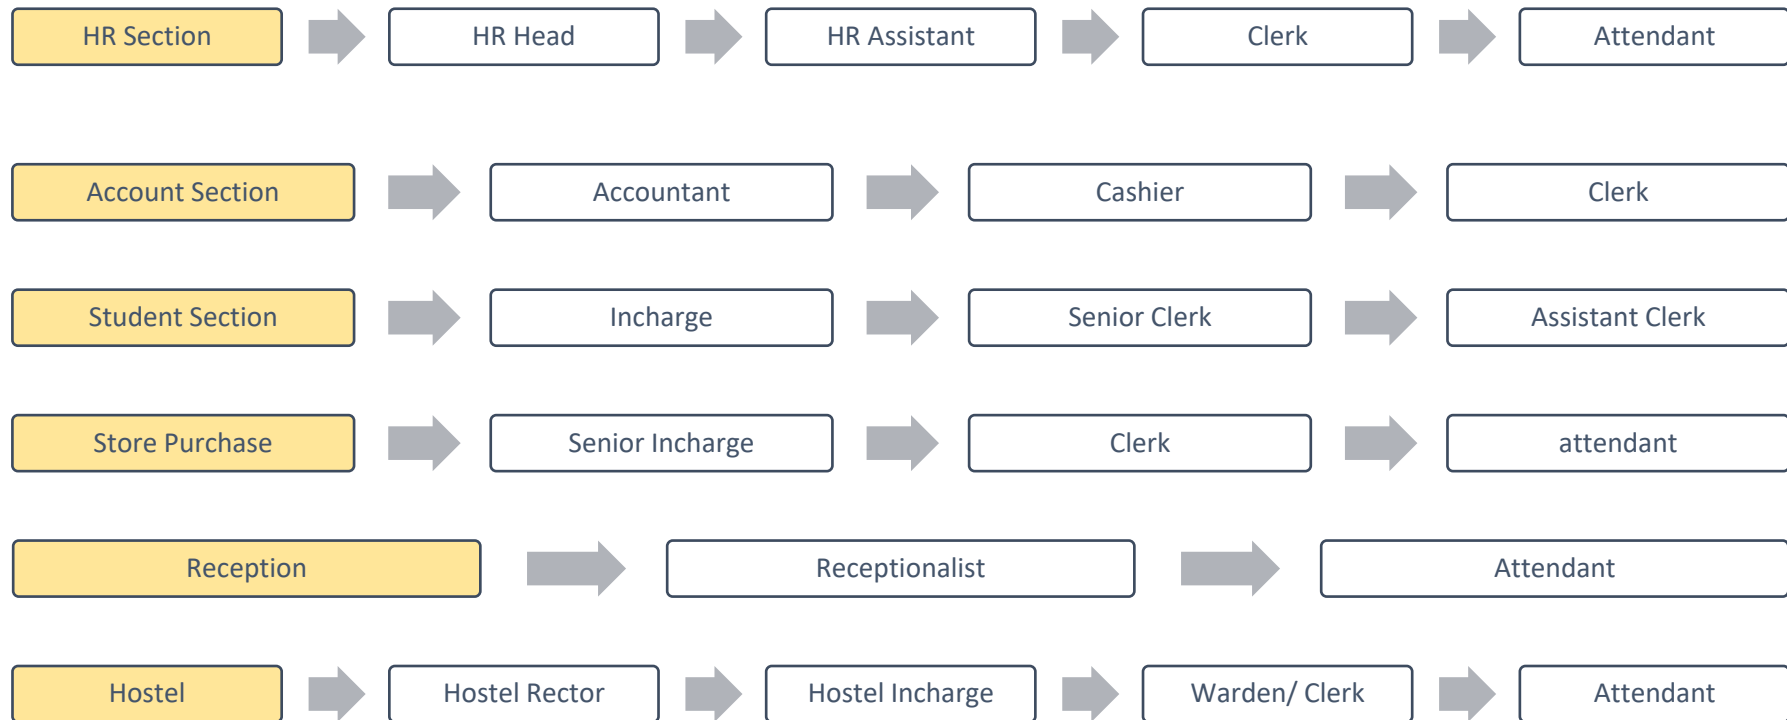 HR Section
HR Head
HR Assistant
Clerk
Attendant
Account Section
Accountant
Cashier
Clerk
Student Section
Incharge
Senior Clerk
Assistant Clerk
Store Purchase
Senior Incharge
Clerk
attendant
Reception
Receptionalist
Attendant
Hostel
Hostel Rector
Hostel Incharge
Warden/ Clerk
Attendant